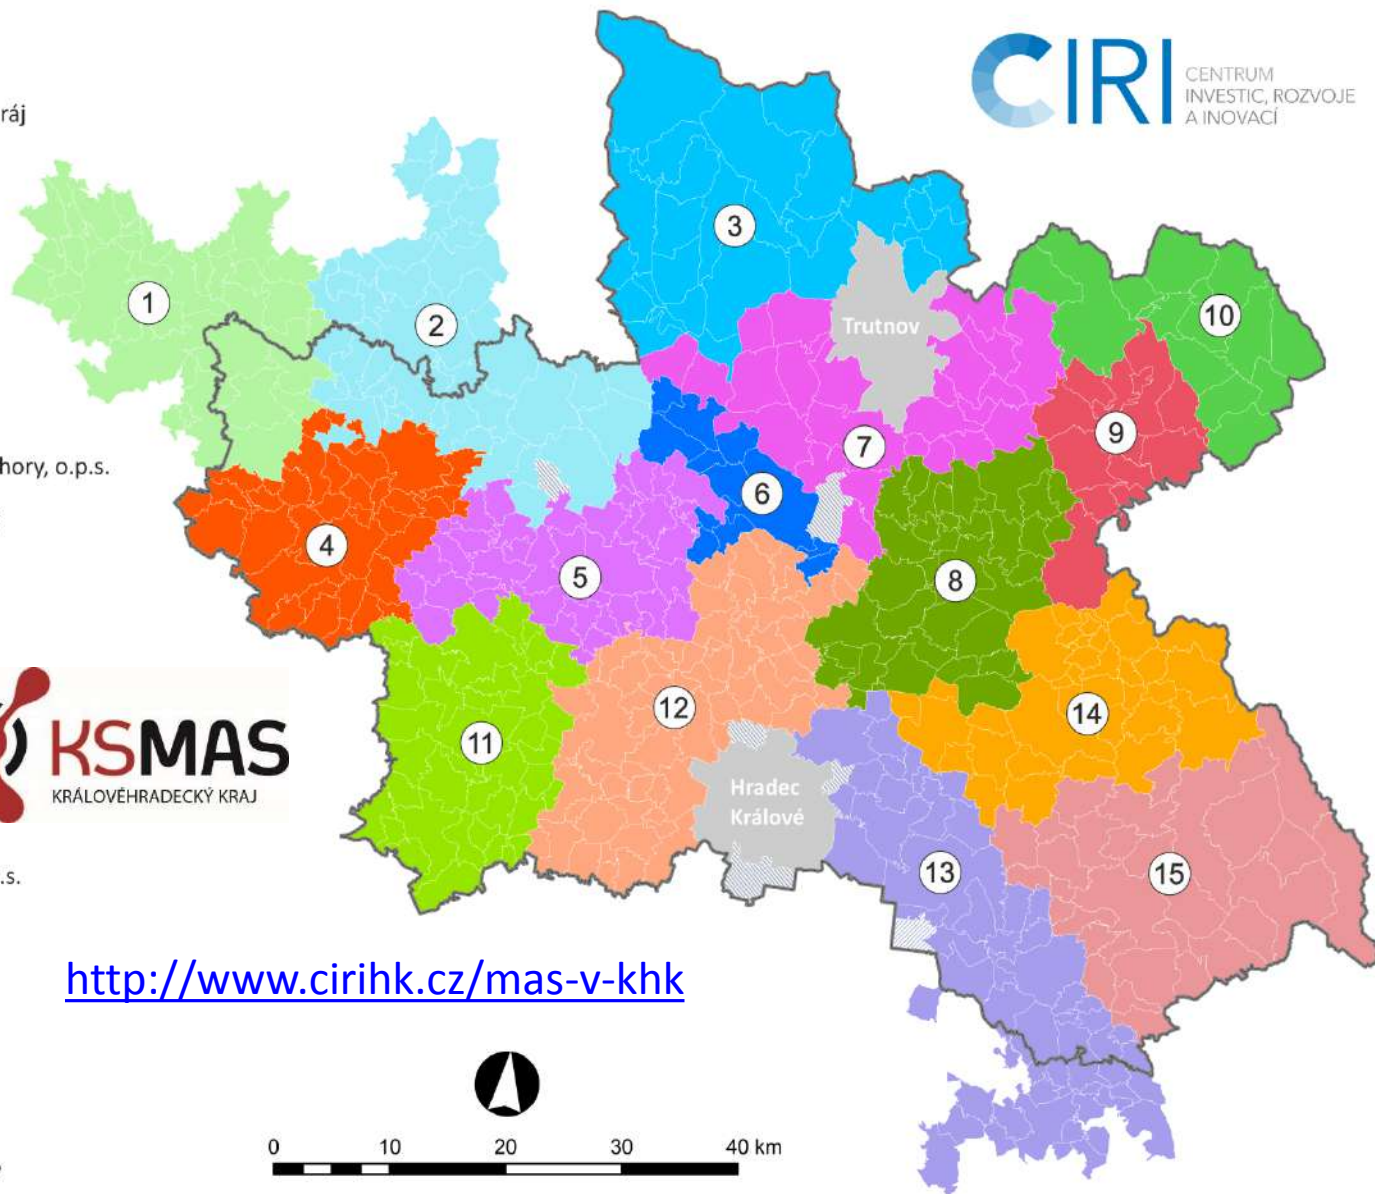 CIRI
CENTRUM
INVESTIC, ROZVOJE
A INOVACÍ
ráj
3
1
2
10
Trutnov
9
7
hory, o.p.s.
6
4
5
8
12
14
11
KSMAS
KRÁLOVÉHRADECKÝ KRAJ
Hradec
Králové
13
15
.s.
http://www.cirihk.cz/mas-v-khk
0 10 20 30 40 km